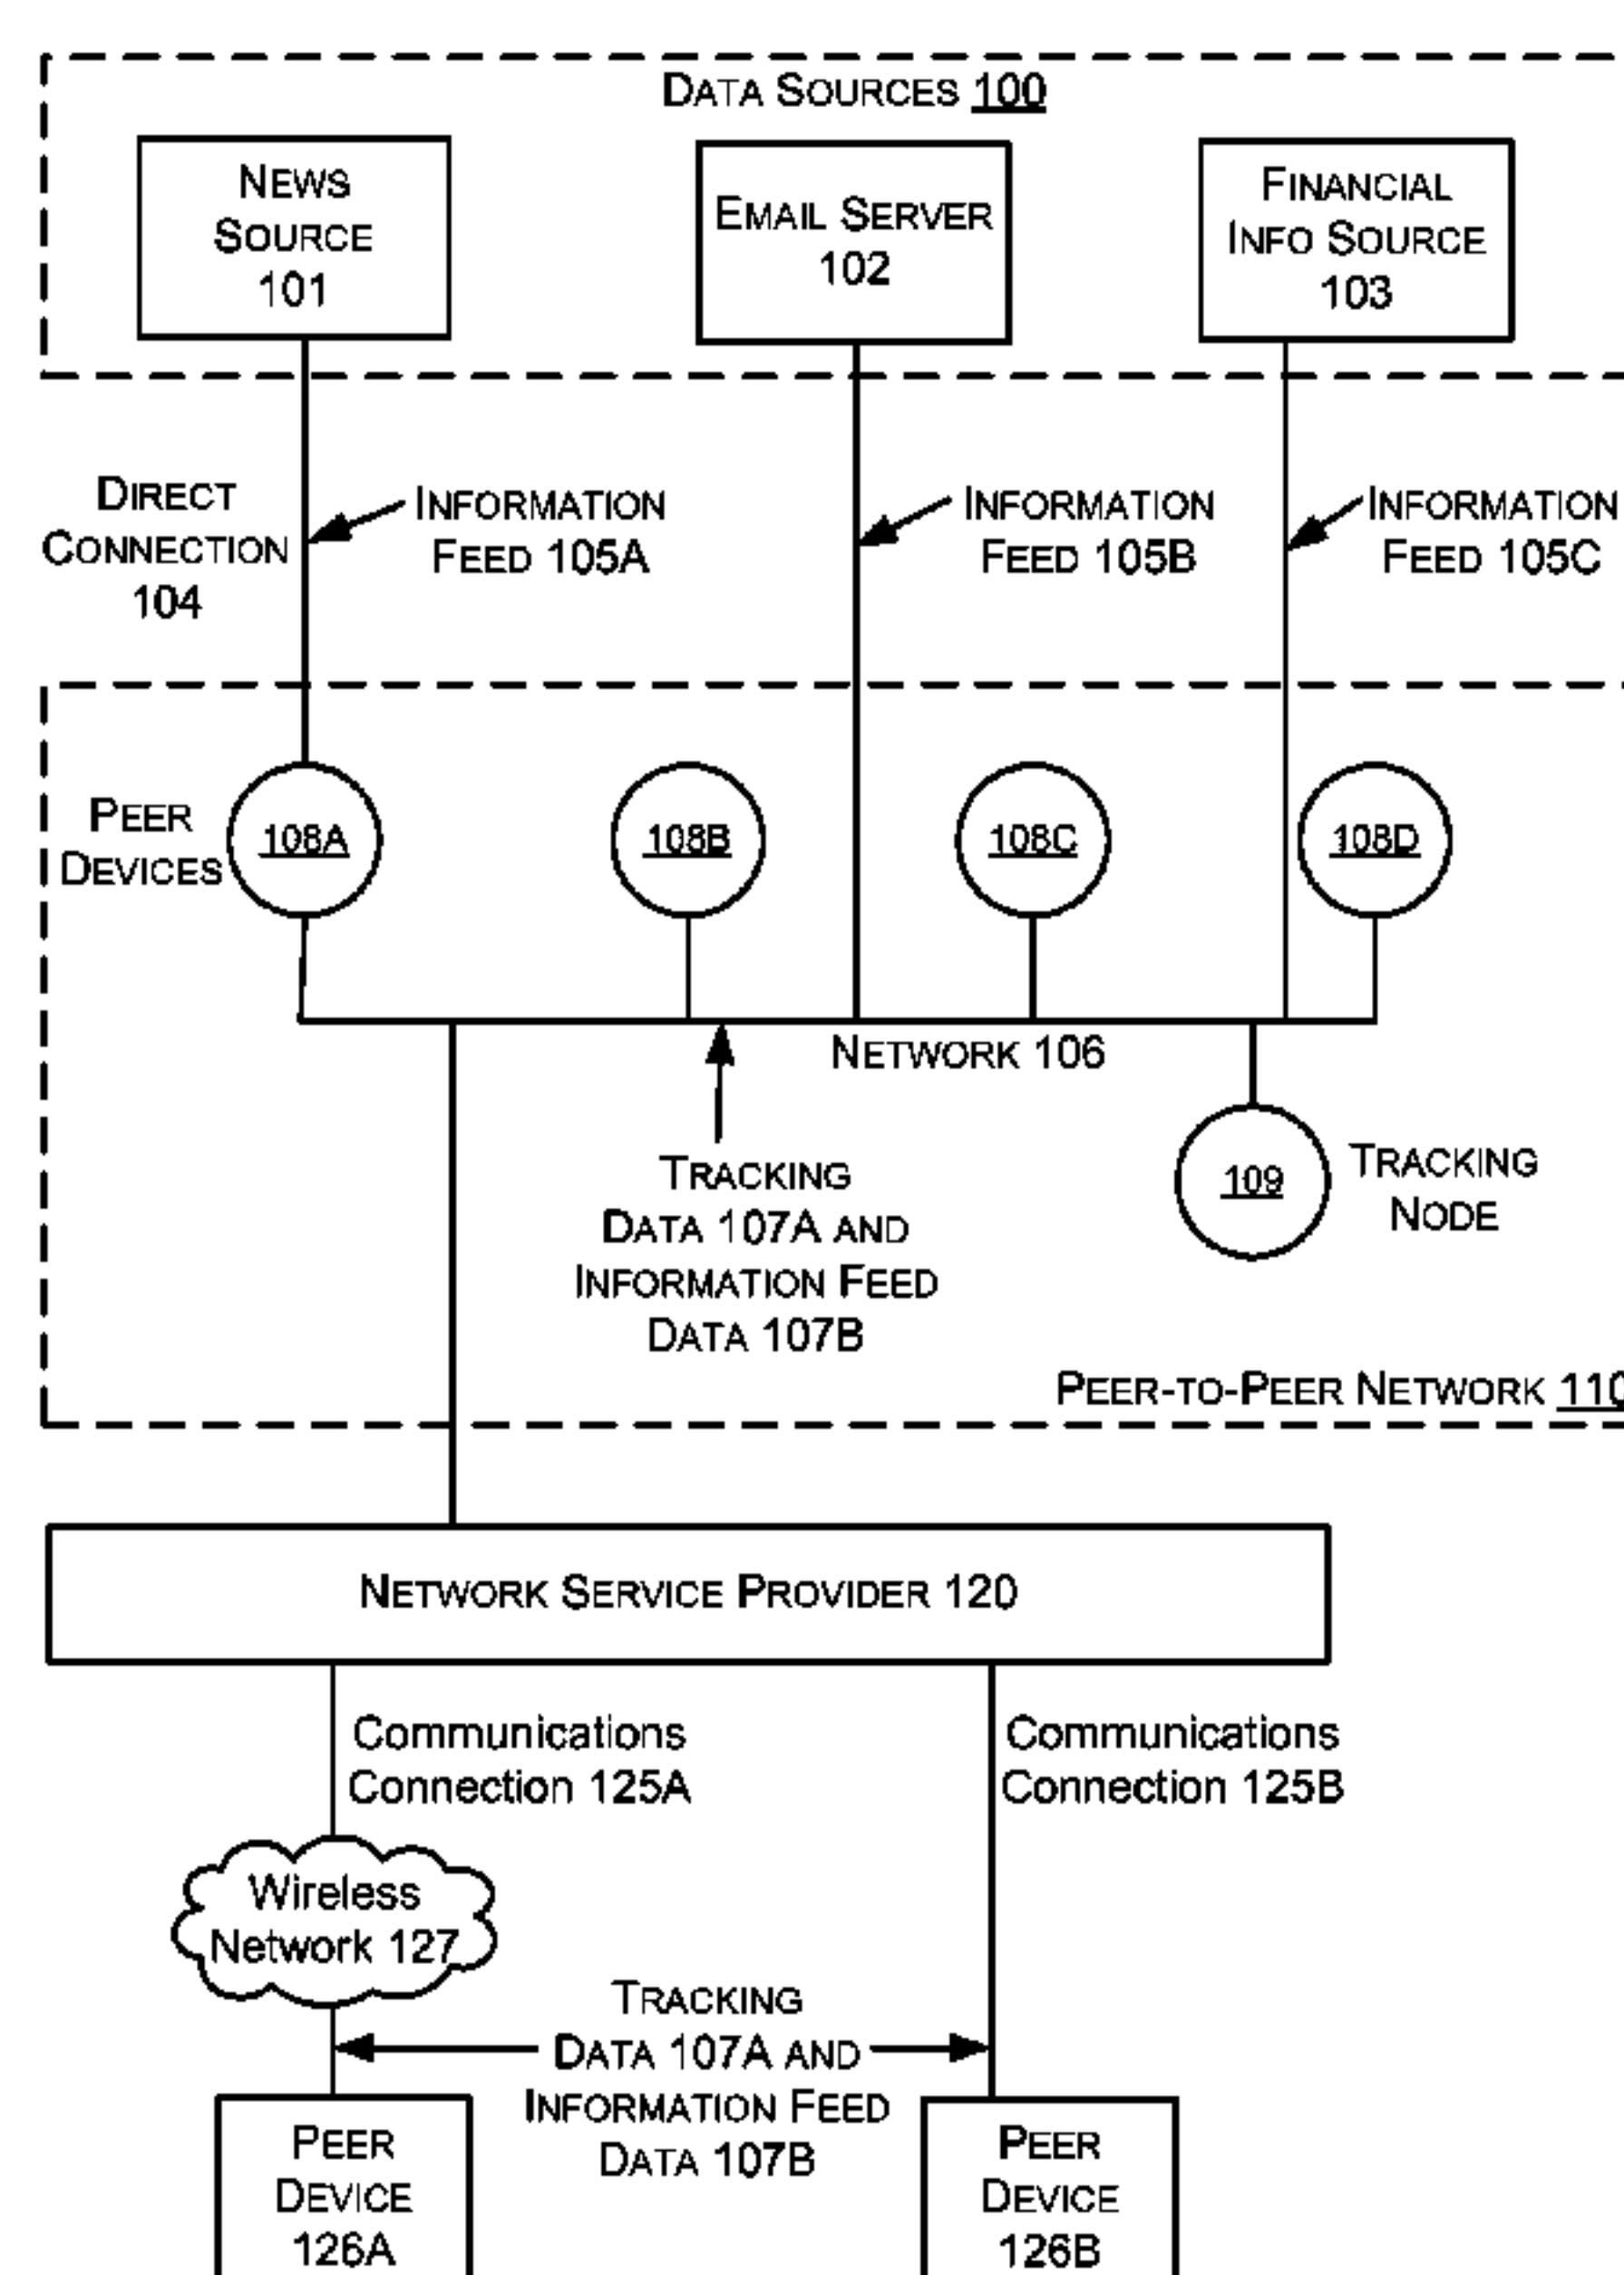 DATA SOURCES 100
NEWS
SOURCE
101
EMAIL SERVER
102
FINANCIAL
INFO SOURCE
103
DIRECT
CONNECTION
104
INFORMATION
FEED 105A
INFORMATION
FEED 105B
INFORMATION
FEED 105C
PEER
DEVICES
108A
108B
108C
108D
NETWORK 106
TRACKING
DATA 107A AND
INFORMATION FEED
DATA 107B
109
TRACKING
NODE
PEER-TO-PEER NETWORK 110
NETWORK SERVICE PROVIDER 120
Communications
Connection 125A
Communications
Connection 125B
Wireless
Network 127
TRACKING
DATA 107A AND
INFORMATION FEED
DATA 107B
PEER
DEVICE
126A
PEER
DEVICE
126B